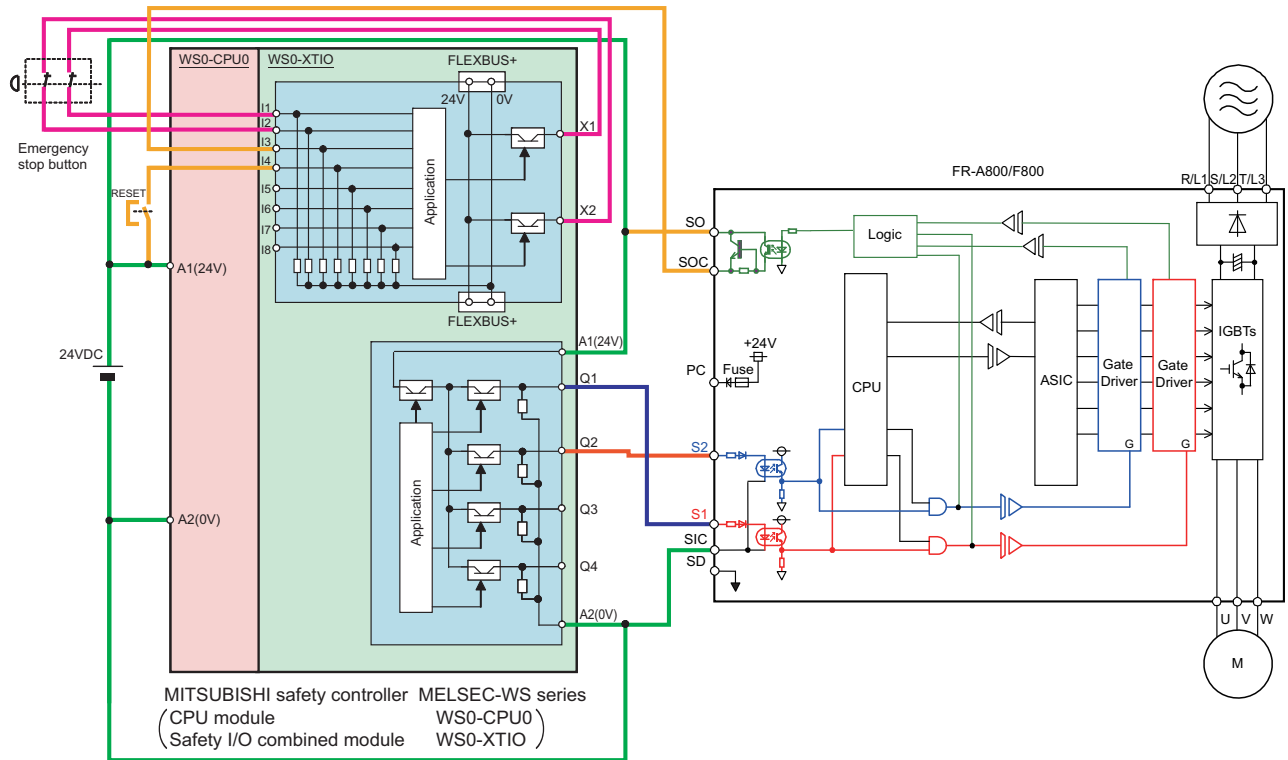 WS0-CPU0
WS0-XTIO
FLEXBUS+
24V
0V
I1
I2
I3
I4
I5
I6
I7
I8
Application
X1
X2
Emergency
stop button
RESET
A1(24V)
FLEXBUS+
24VDC
A2(0V)
A1(24V)
Q1
Q2
Q3
Q4
Application
A2(0V)
MITSUBISHI safety controller MELSEC-WS series
CPU module WS0-CPU0
Safety I/O combined module WS0-XTIO
FR-A800/F800
R/L1 S/L2 T/L3
SO
SOC
Logic
PC
Fuse
+24V
CPU
ASIC
Gate
Driver
G
Gate
Driver
G
IGBTs
S2
S1
SIC
SD
U
V
W
M